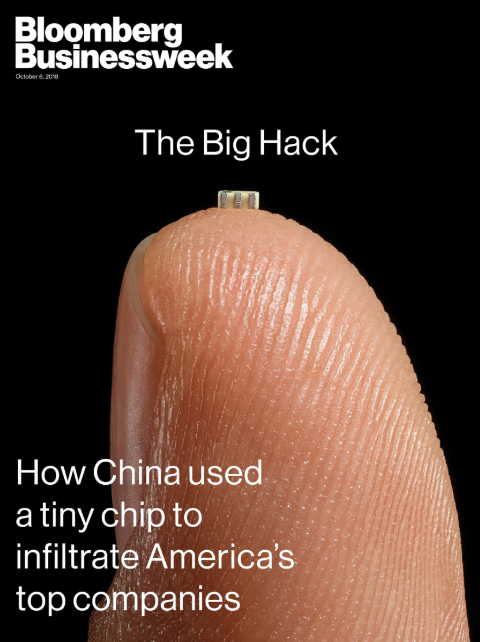 Bloomberg
Businessweek
October 8, 2018
The Big Hack
How China used
a tiny chip to
infiltrate America's
top companies